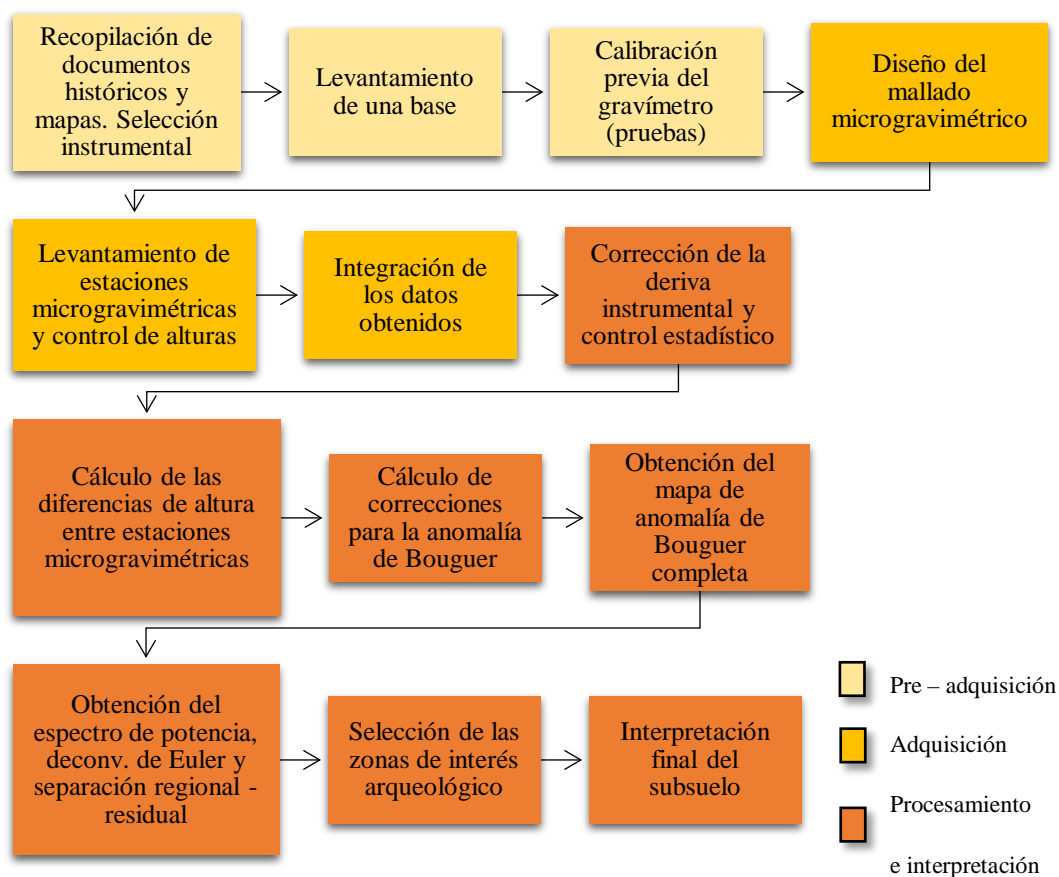 Recopilación de
documentos
históricos y
mapas. Selección
instrumental
Levantamiento
de una base
Calibración
previa del
gravímetro
(pruebas)
Diseño del
mallado
microgravimétrico
Levantamiento de
estaciones
microgravimétricas
y control de alturas
Integración de
los datos
obtenidos
Corrección de la
deriva
instrumental y
control estadístico
Cálculo de las
diferencias de altura
entre estaciones
microgravimétricas
Cálculo de
correcciones
para la anomalía
de Bouguer
Obtención del
mapa de
anomalía de
Bouguer
completa
Obtención del
espectro de potencia,
deconv. de Euler y
separación regional -
residual
Selección de las
zonas de interés
arqueológico
Interpretación
final del
subsuelo
Pre – adquisición
Adquisición
Procesamiento
e interpretación